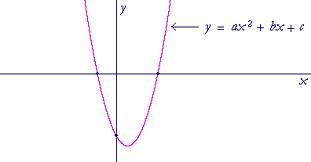 y
y = ax² + bx + c
x